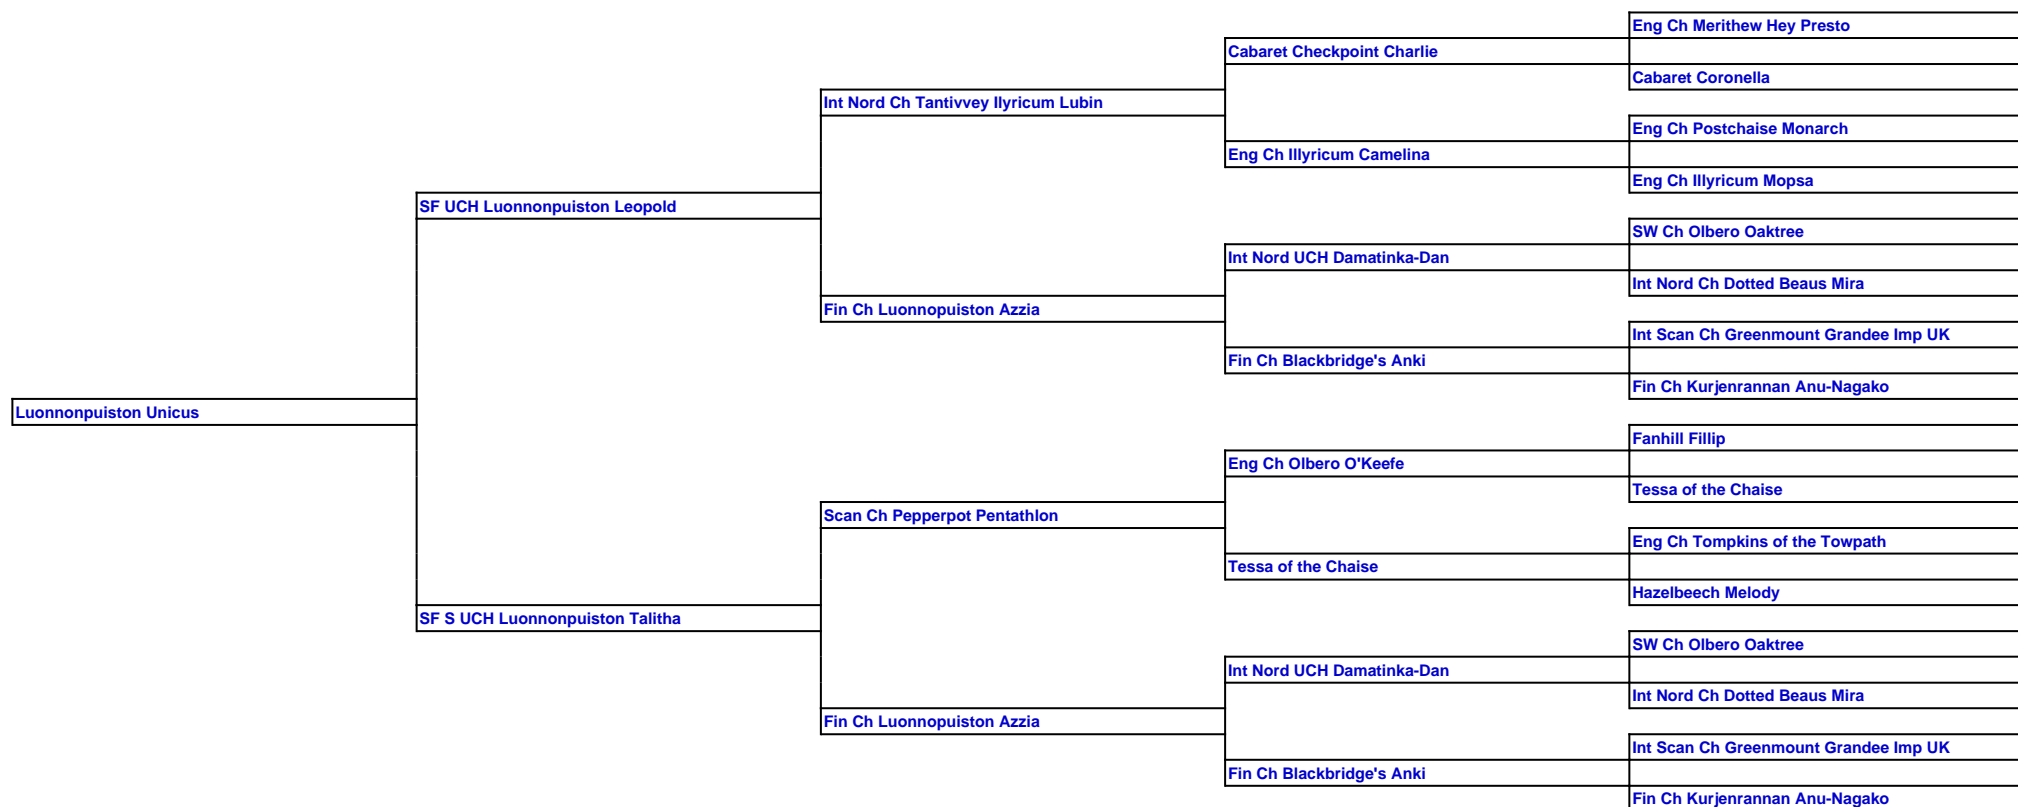 Eng Ch Merithew Hey Presto
Cabaret Checkpoint Charlie
Cabaret Coronella
Int Nord Ch Tantivvey Ilyricum Lubin
Eng Ch Postchaise Monarch
Eng Ch Illyricum Camelina
Eng Ch Illyricum Mopsa
SF UCH Luonnonpuiston Leopold
SW Ch Olbero Oaktree
Int Nord UCH Damatinka-Dan
Int Nord Ch Dotted Beaus Mira
Fin Ch Luonnopuiston Azzia
Int Scan Ch Greenmount Grandee Imp UK
Fin Ch Blackbridge's Anki
Fin Ch Kurjenrannan Anu-Nagako
Luonnonpuiston Unicus
Fanhill Fillip
Eng Ch Olbero O'Keefe
Tessa of the Chaise
Scan Ch Pepperpot Pentathlon
Eng Ch Tompkins of the Towpath
Tessa of the Chaise
Hazelbeech Melody
SF S UCH Luonnonpuiston Talitha
SW Ch Olbero Oaktree
Int Nord UCH Damatinka-Dan
Int Nord Ch Dotted Beaus Mira
Fin Ch Luonnopuiston Azzia
Int Scan Ch Greenmount Grandee Imp UK
Fin Ch Blackbridge's Anki
Fin Ch Kurjenrannan Anu-Nagako